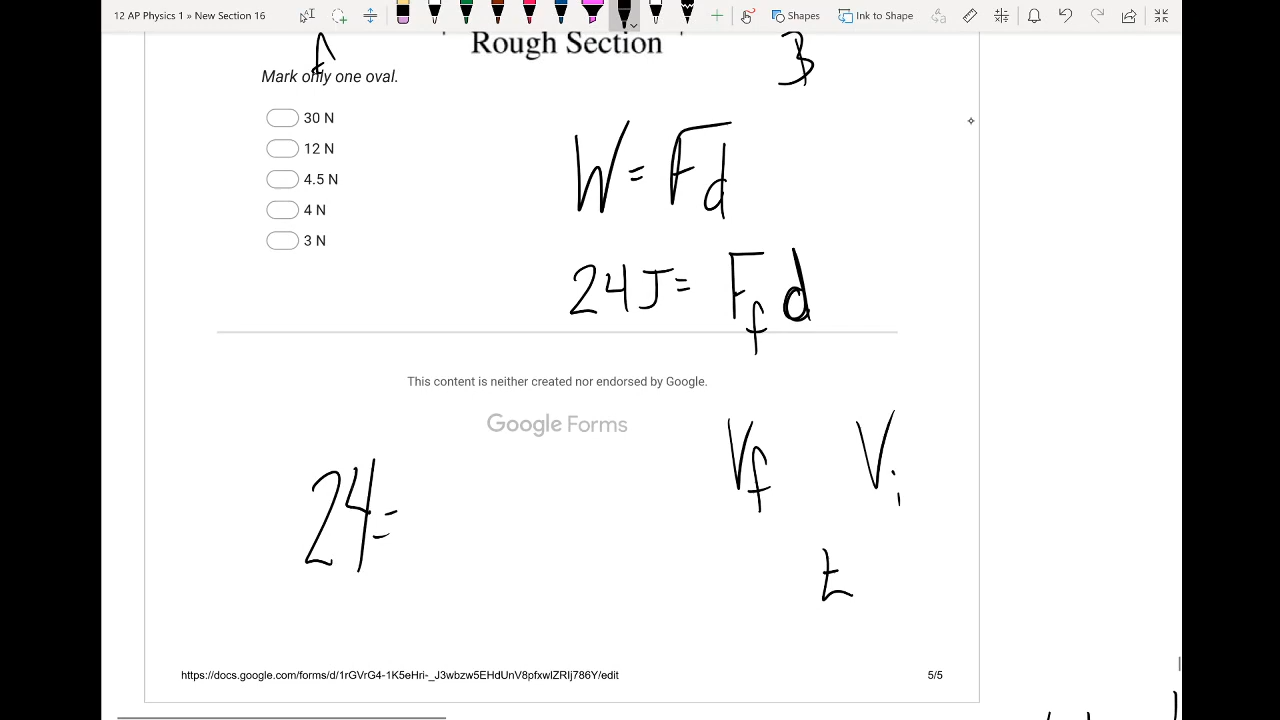 12 AP Physics 1 » New Section 16
Shapes
Ink to Shape
Rough Section
A
B
Mark only one oval.
30 N
12 N
4.5 N
4 N
3 N
W = Fd
24 J = Ff d
This content is neither created nor endorsed by Google.
Google Forms
Vf Vi
24 =
t
https://docs.google.com/forms/d/1rGVrG4-1K5eHri-_J3wbzw5EHdUnV8pfxwlZRIj786Y/edit
5/5